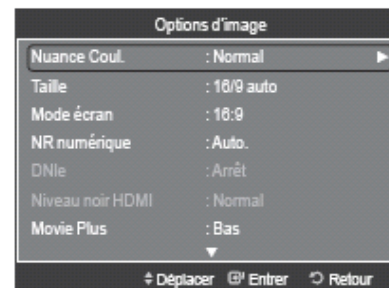 Options d'image
Nuance Coul. : Normal
Taille : 16/9 auto
Mode écran : 16:9
NR numérique : Auto.
DNIe : Arrêt
Niveau noir HDMI : Normal
Movie Plus : Bas
Déplacer Entrer Retour